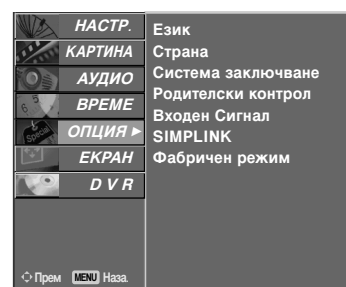 НАСТР.
КАРТИНА
АУДИО
ВРЕМЕ
ОПЦИЯ ►
ЕКРАН
D V R
Език
Страна
Система заключване
Родителски контрол
Входен Сигнал
SIMPLINK
Фабричен режим
Прем MENU Наза.